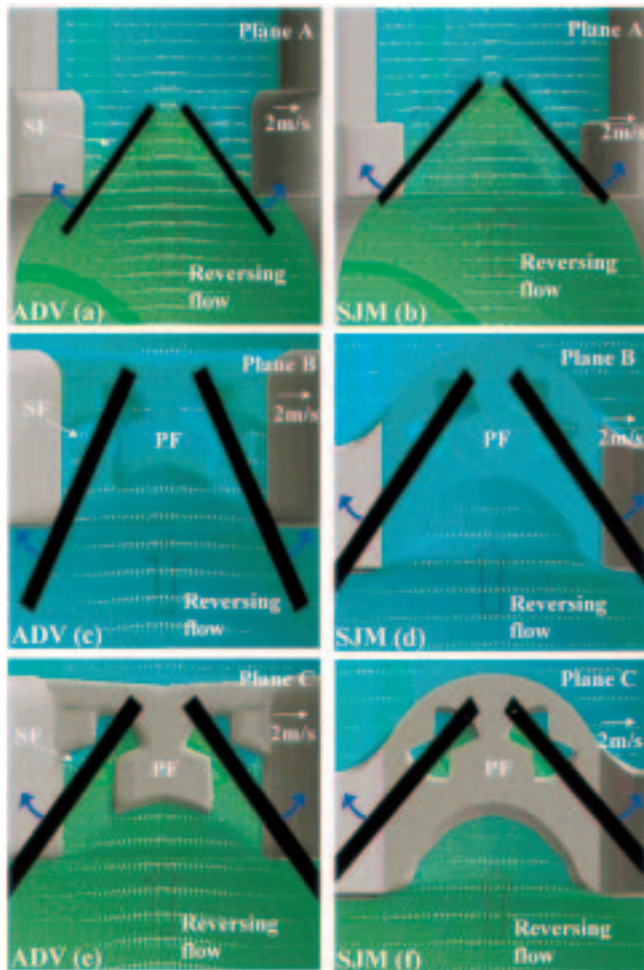 Plane A
SF
2m/s
Reversing
flow
ADV (a)
Plane A
2m/s
Reversing
flow
SJM (b)
Plane B
SF
2m/s
PF
Reversing
flow
ADV (c)
Plane B
2m/s
PF
Reversing
flow
SJM (d)
Plane C
2m/s
SF
PF
Reversing
flow
ADV (e)
Plane C
2m/s
PF
Reversing
flow
SJM (f)